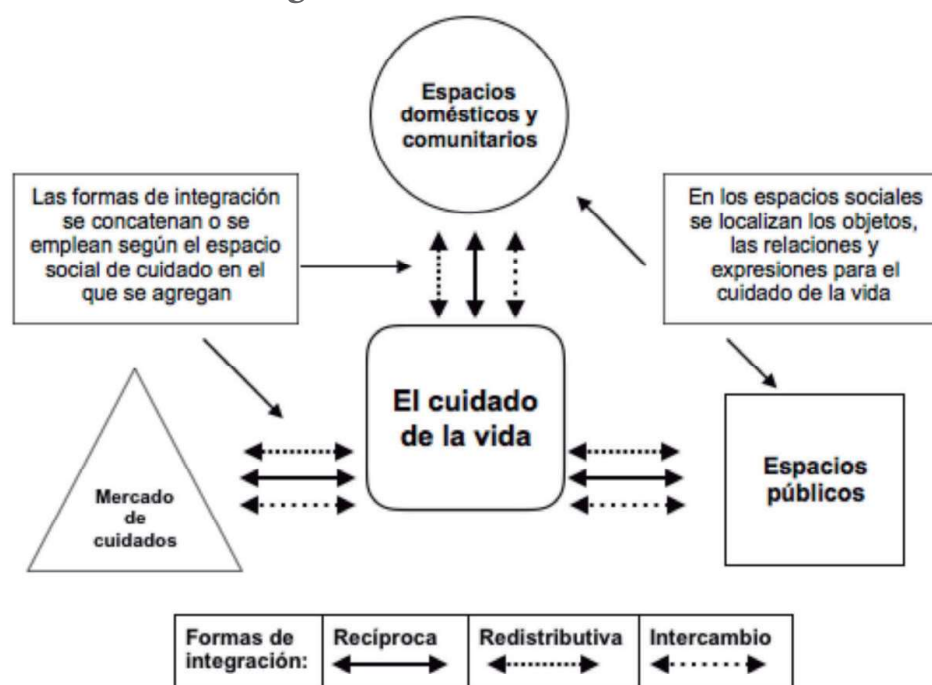 Espacios
domésticos y
comunitarios
Las formas de integración
se concatenan o se
emplean según el espacio
social de cuidado en el
que se agregan
En los espacios sociales
se localizan los objetos,
las relaciones y
expresiones para el
cuidado de la vida
El cuidado
de la vida
Mercado
de
cuidados
Espacios
públicos
Formas de
integración:
Recíproca
Redistributiva
Intercambio